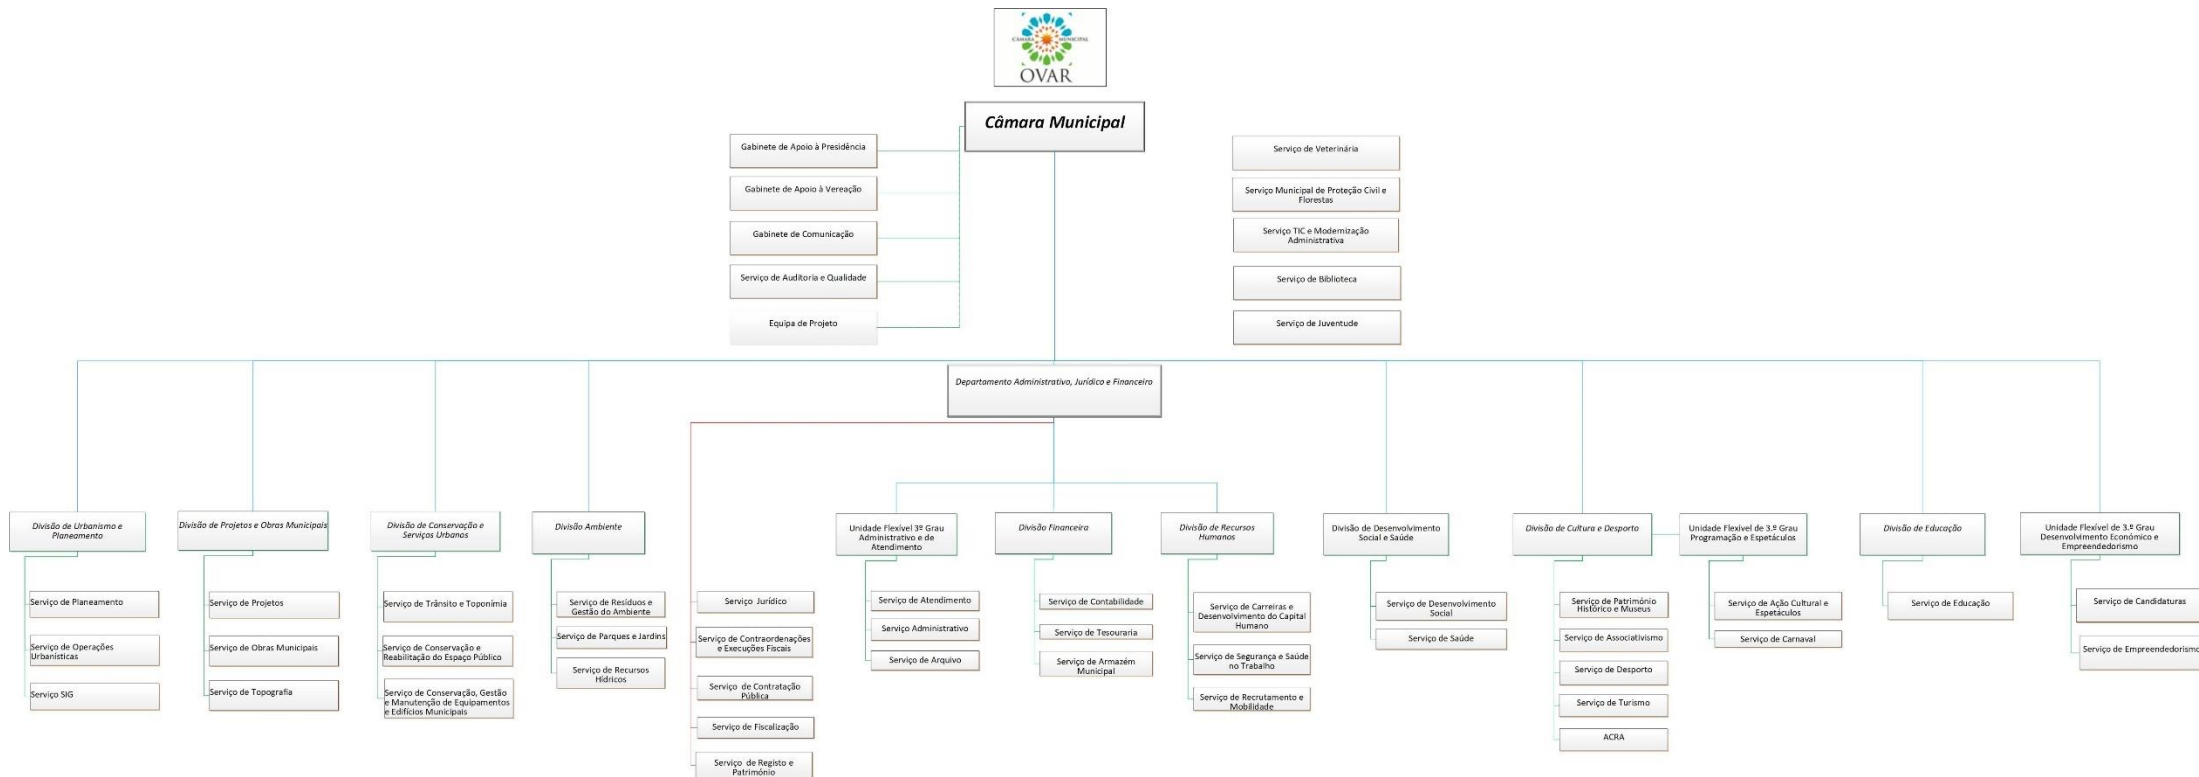 CÂMARA MUNICIPAL
OVAR
Câmara Municipal
Gabinete de Apoio à Presidência
Gabinete de Apoio à Vereação
Gabinete de Comunicação
Serviço de Auditoria e Qualidade
Equipa de Projeto
Serviço de Veterinária
Serviço Municipal de Proteção Civil e
Florestas
Serviço TIC e Modernização
Administrativa
Serviço de Biblioteca
Serviço de Juventude
Departamento Administrativo, Jurídico e Financeiro
Divisão de Urbanismo e
Planeamento
Serviço de Planeamento
Serviço de Operações
Urbanísticas
Serviço SIG
Divisão de Projetos e Obras Municipais
Serviço de Projetos
Serviço de Obras Municipais
Serviço de Topografia
Divisão de Conservação e
Serviços Urbanos
Serviço de Trânsito e Toponímia
Serviço de Conservação e
Reabilitação do Espaço Público
Serviço de Conservação, Gestão
e Manutenção de Equipamentos
e Edifícios Municipais
Divisão Ambiente
Serviço de Resíduos e
Gestão do Ambiente
Serviço de Parques e Jardins
Serviço de Recursos
Hídricos
Serviço Jurídico
Serviço de Contraordenações
e Execuções Fiscais
Serviço de Contratação
Pública
Serviço de Fiscalização
Serviço de Registo e
Património
Unidade Flexível 3º Grau
Administrativo e de
Atendimento
Serviço de Atendimento
Serviço Administrativo
Serviço de Arquivo
Divisão Financeira
Serviço de Contabilidade
Serviço de Tesouraria
Serviço de Armazém
Municipal
Divisão de Recursos
Humanos
Serviço de Carreiras e
Desenvolvimento do Capital
Humano
Serviço de Segurança e Saúde
no Trabalho
Serviço de Recrutamento e
Mobilidade
Divisão de Desenvolvimento
Social e Saúde
Serviço de Desenvolvimento
Social
Serviço de Saúde
Divisão de Cultura e Desporto
Serviço de Património
Histórico e Museus
Serviço de Associativismo
Serviço de Desporto
Serviço de Turismo
ACRA
Unidade Flexível de 3.º Grau
Programação e Espetáculos
Serviço de Ação Cultural e
Espetáculos
Serviço de Carnaval
Divisão de Educação
Serviço de Educação
Unidade Flexível de 3.º Grau
Desenvolvimento Económico e
Empreendedorismo
Serviço de Candidaturas
Serviço de Empreendedorismo